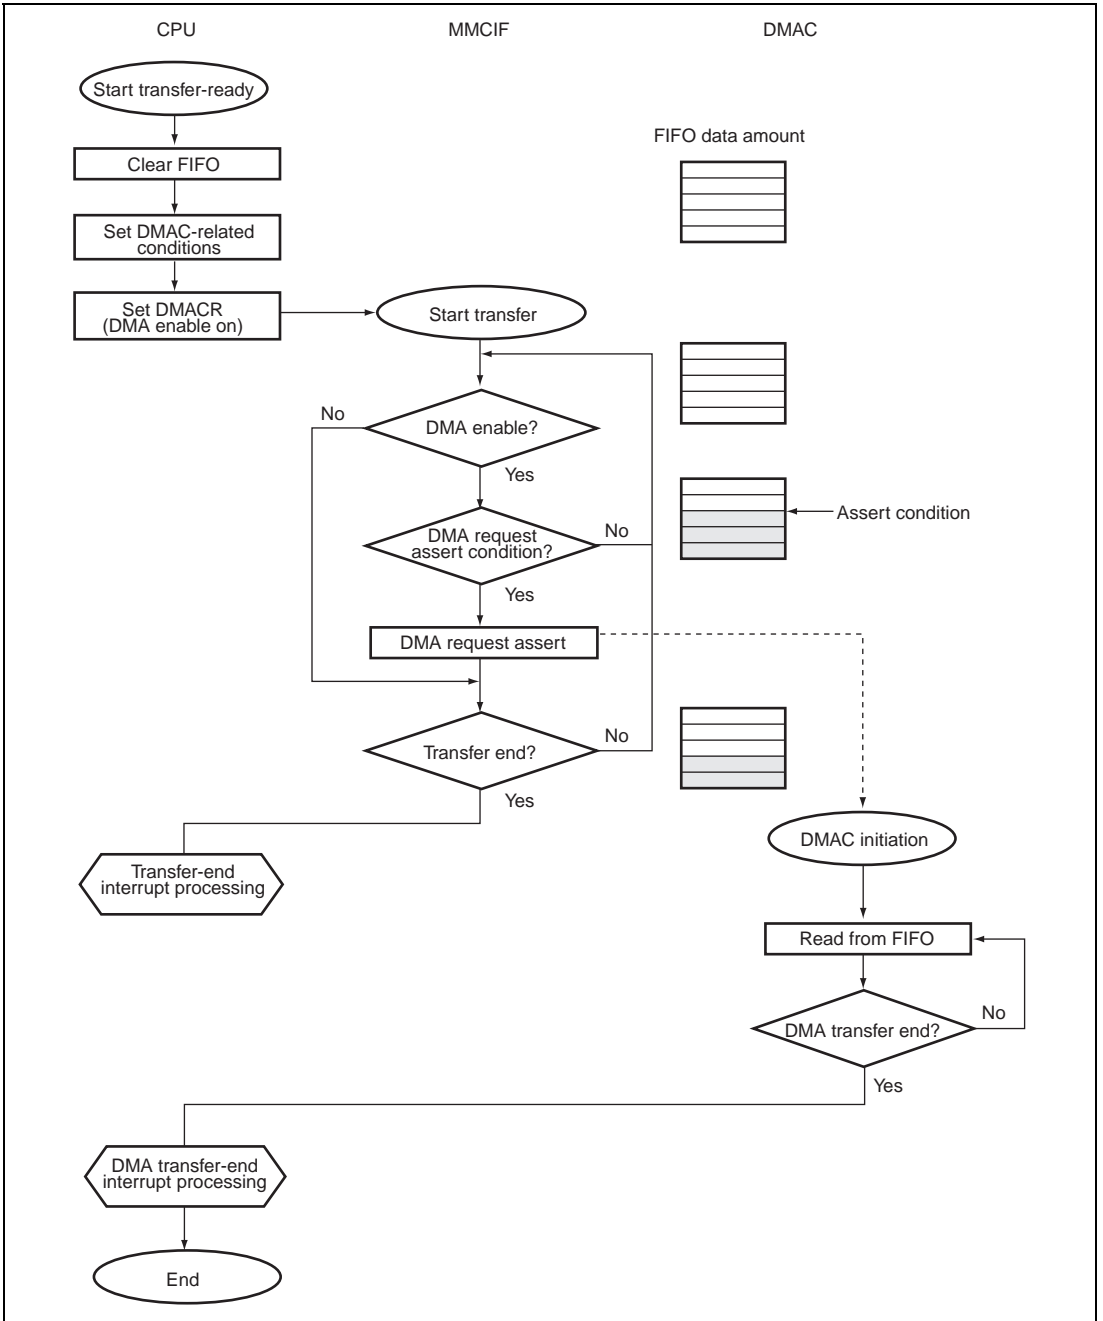 CPU
MMCIF
DMAC
Start transfer-ready
FIFO data amount
Clear FIFO
Set DMAC-related
conditions
Set DMACR
(DMA enable on)
Start transfer
No
DMA enable?
Yes
Assert condition
DMA request
assert condition?
No
Yes
DMA request assert
Transfer end?
No
Yes
DMAC initiation
Transfer-end
interrupt processing
Read from FIFO
No
DMA transfer end?
Yes
DMA transfer-end
interrupt processing
End